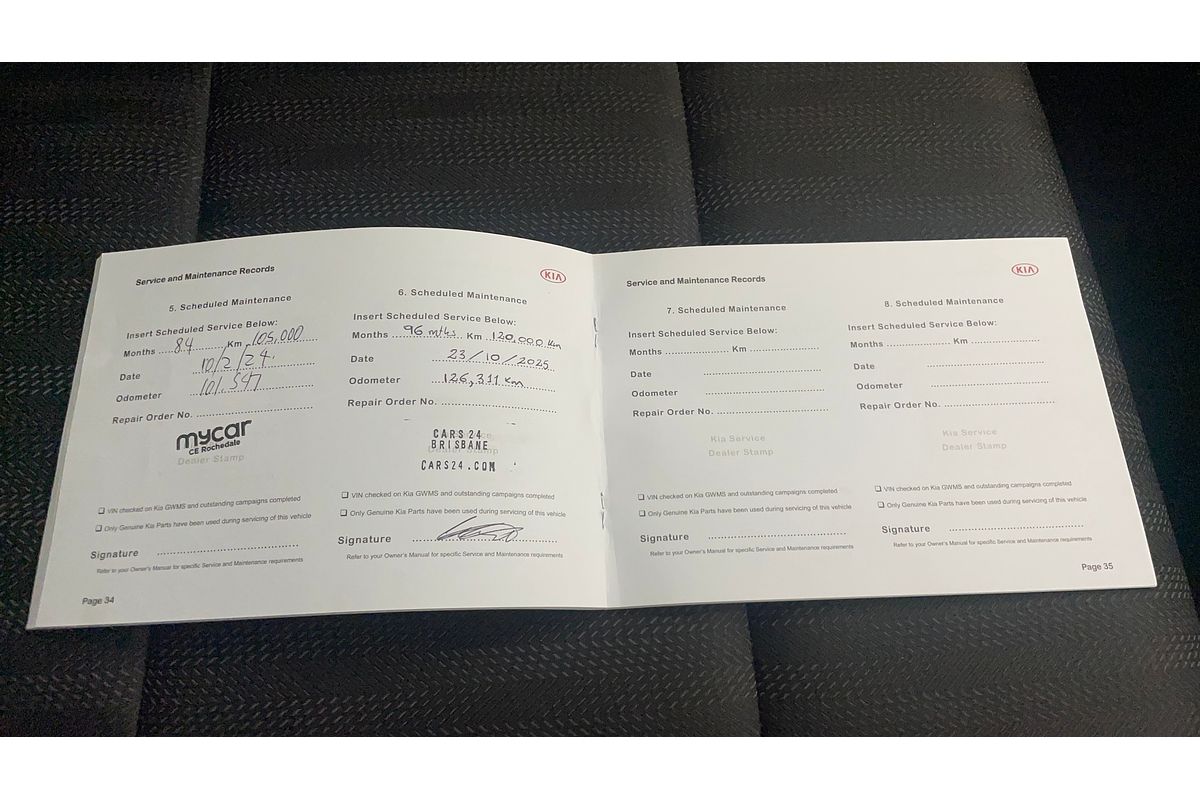 Service and Maintenance Records
KIA
5. Scheduled Maintenance
Insert Scheduled Service Below:
Months 84 Km 105,000
Date 10/2/24.
Odometer 101.547
Repair Order No.
mycar
CE Rochedale
Dealer Stamp
VIN checked on Kia GWMS and outstanding campaigns completed
Only Genuine Kia Parts have been used during servicing of this vehicle
Signature
Refer to your Owner's Manual for specific Service and Maintenance requirements
Page 34
6. Scheduled Maintenance
Insert Scheduled Service Below:
Months 96 mths Km 120,000 km
Date 23/10/2025
Odometer 126,311 km
Repair Order No.
CARS24
BRISBANE
Dealer Stamp
CARS24.COM
VIN checked on Kia GWMS and outstanding campaigns completed
Only Genuine Kia Parts have been used during servicing of this vehicle
Signature
Refer to your Owner's Manual for specific Service and Maintenance requirements
Service and Maintenance Records
KIA
7. Scheduled Maintenance
Insert Scheduled Service Below:
Months Km
Date
Odometer
Repair Order No.
Kia Service
Dealer Stamp
VIN checked on Kia GWMS and outstanding campaigns completed
Only Genuine Kia Parts have been used during servicing of this vehicle
Signature
Refer to your Owner's Manual for specific Service and Maintenance requirements
8. Scheduled Maintenance
Insert Scheduled Service Below:
Months Km
Date
Odometer
Repair Order No.
Kia Service
Dealer Stamp
VIN checked on Kia GWMS and outstanding campaigns completed
Only Genuine Kia Parts have been used during servicing of this vehicle
Signature
Refer to your Owner's Manual for specific Service and Maintenance requirements
Page 35